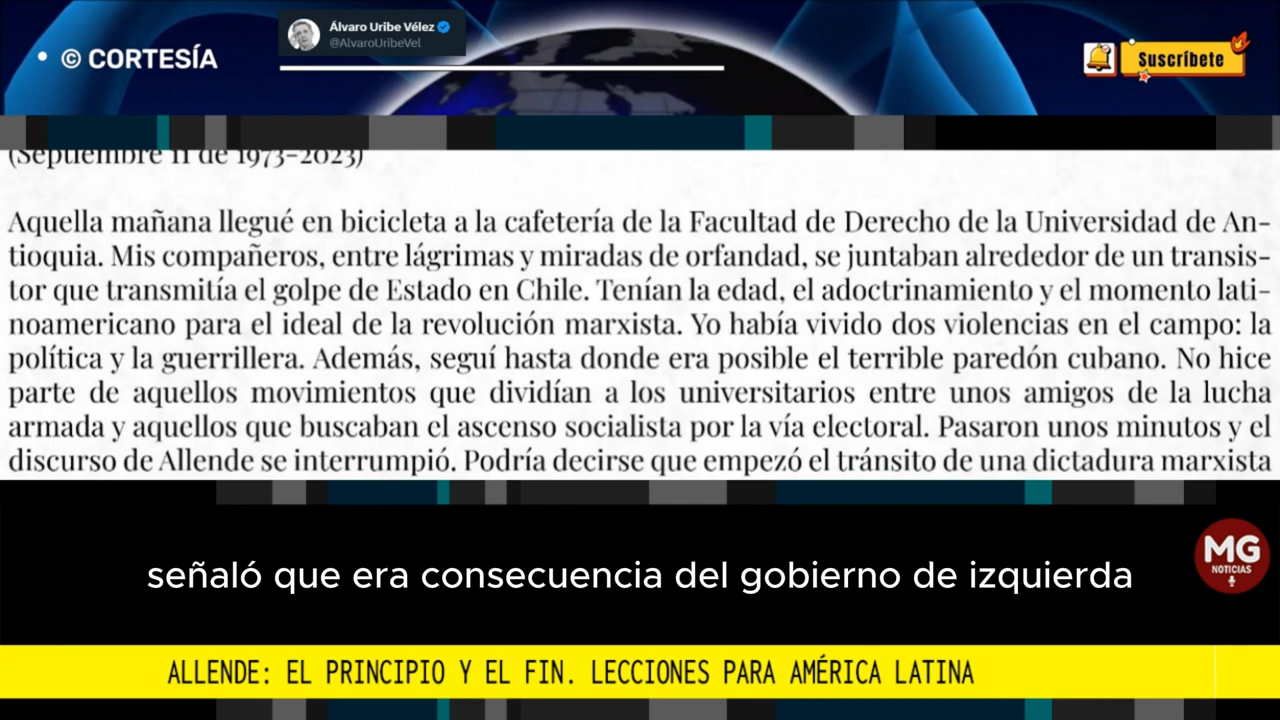 Álvaro Uribe Vélez
@AlvaroUribeVel
• © CORTESÍA
Suscríbete
(Septiembre 11 de 1973-2023)
Aquella mañana llegué en bicicleta a la cafetería de la Facultad de Derecho de la Universidad de An-
tioquia. Mis compañeros, entre lágrimas y miradas de orfandad, se juntaban alrededor de un transis-
tor que transmitía el golpe de Estado en Chile. Tenían la edad, el adoctrinamiento y el momento lati-
noamericano para el ideal de la revolución marxista. Yo había vivido dos violencias en el campo: la
política y la guerrillera. Además, seguí hasta donde era posible el terrible paredón cubano. No hice
parte de aquellos movimientos que dividían a los universitarios entre unos amigos de la lucha
armada y aquellos que buscaban el ascenso socialista por la vía electoral. Pasaron unos minutos y el
discurso de Allende se interrumpió. Podría decirse que empezó el tránsito de una dictadura marxista
señaló que era consecuencia del gobierno de izquierda
MG
NOTICIAS
ALLENDE: EL PRINCIPIO Y EL FIN. LECCIONES PARA AMÉRICA LATINA